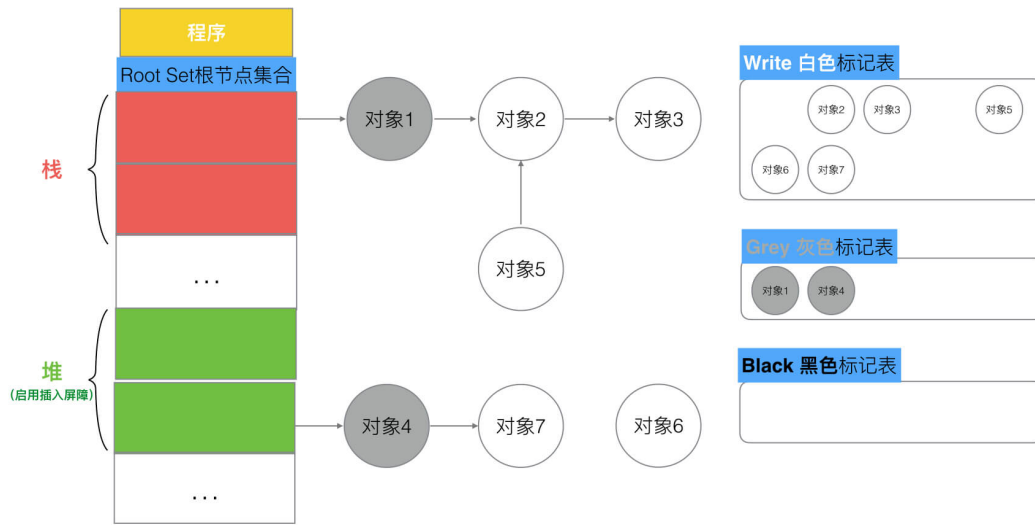 程序
Root Set根节点集合
栈
...
堆
(启用插入屏障)
...
对象1
对象2
对象3
对象5
对象4
对象7
对象6
Write 白色标记表
对象2
对象3
对象5
对象6
对象7
Grey 灰色标记表
对象1
对象4
Black 黑色标记表